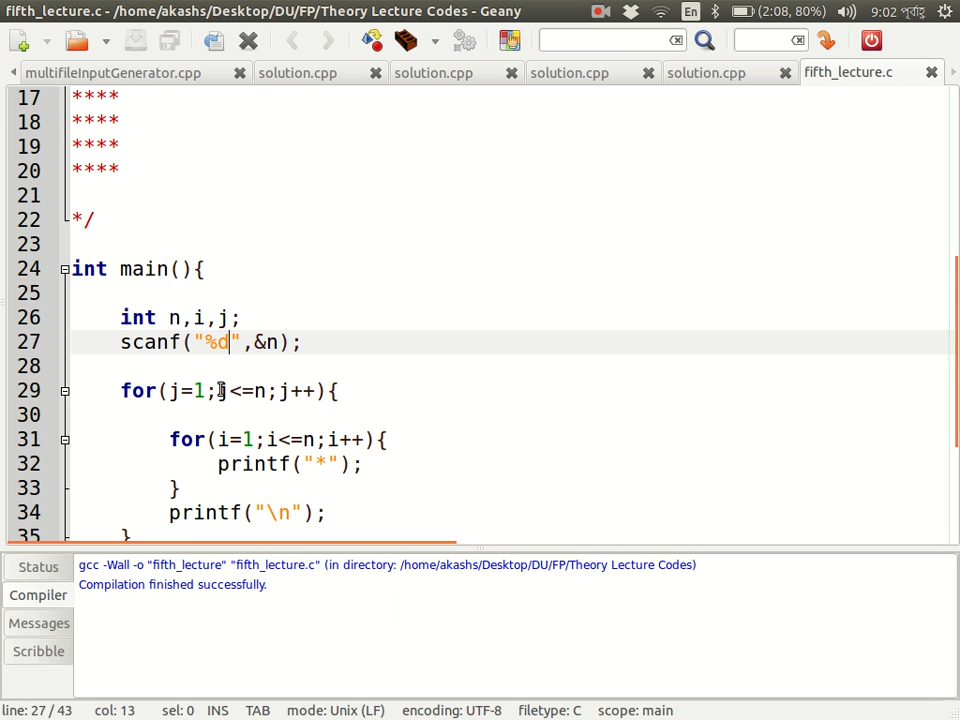 fifth_lecture.c - /home/akashs/Desktop/DU/FP/Theory Lecture Codes) - Geany
En (2:08, 80%) 9:02 পূর্বাহ্ণ
multifileInputGenerator.cpp solution.cpp solution.cpp solution.cpp solution.cpp fifth_lecture.c
17 ****
18 ****
19 ****
20 ****
21
22 */
23
24 int main(){
25
26 int n,i,j;
27 scanf("%d",&n);
28
29 for(j=1;j<=n;j++){
30
31 for(i=1;i<=n;i++){
32 printf("*");
33 }
34 printf("\n");
35 }
Status
Compiler
Messages
Scribble
gcc -Wall -o "fifth_lecture" "fifth_lecture.c" (in directory: /home/akashs/Desktop/DU/FP/Theory Lecture Codes)
Compilation finished successfully.
line: 27 / 43 col: 13 sel: 0 INS TAB mode: Unix (LF) encoding: UTF-8 filetype: C scope: main